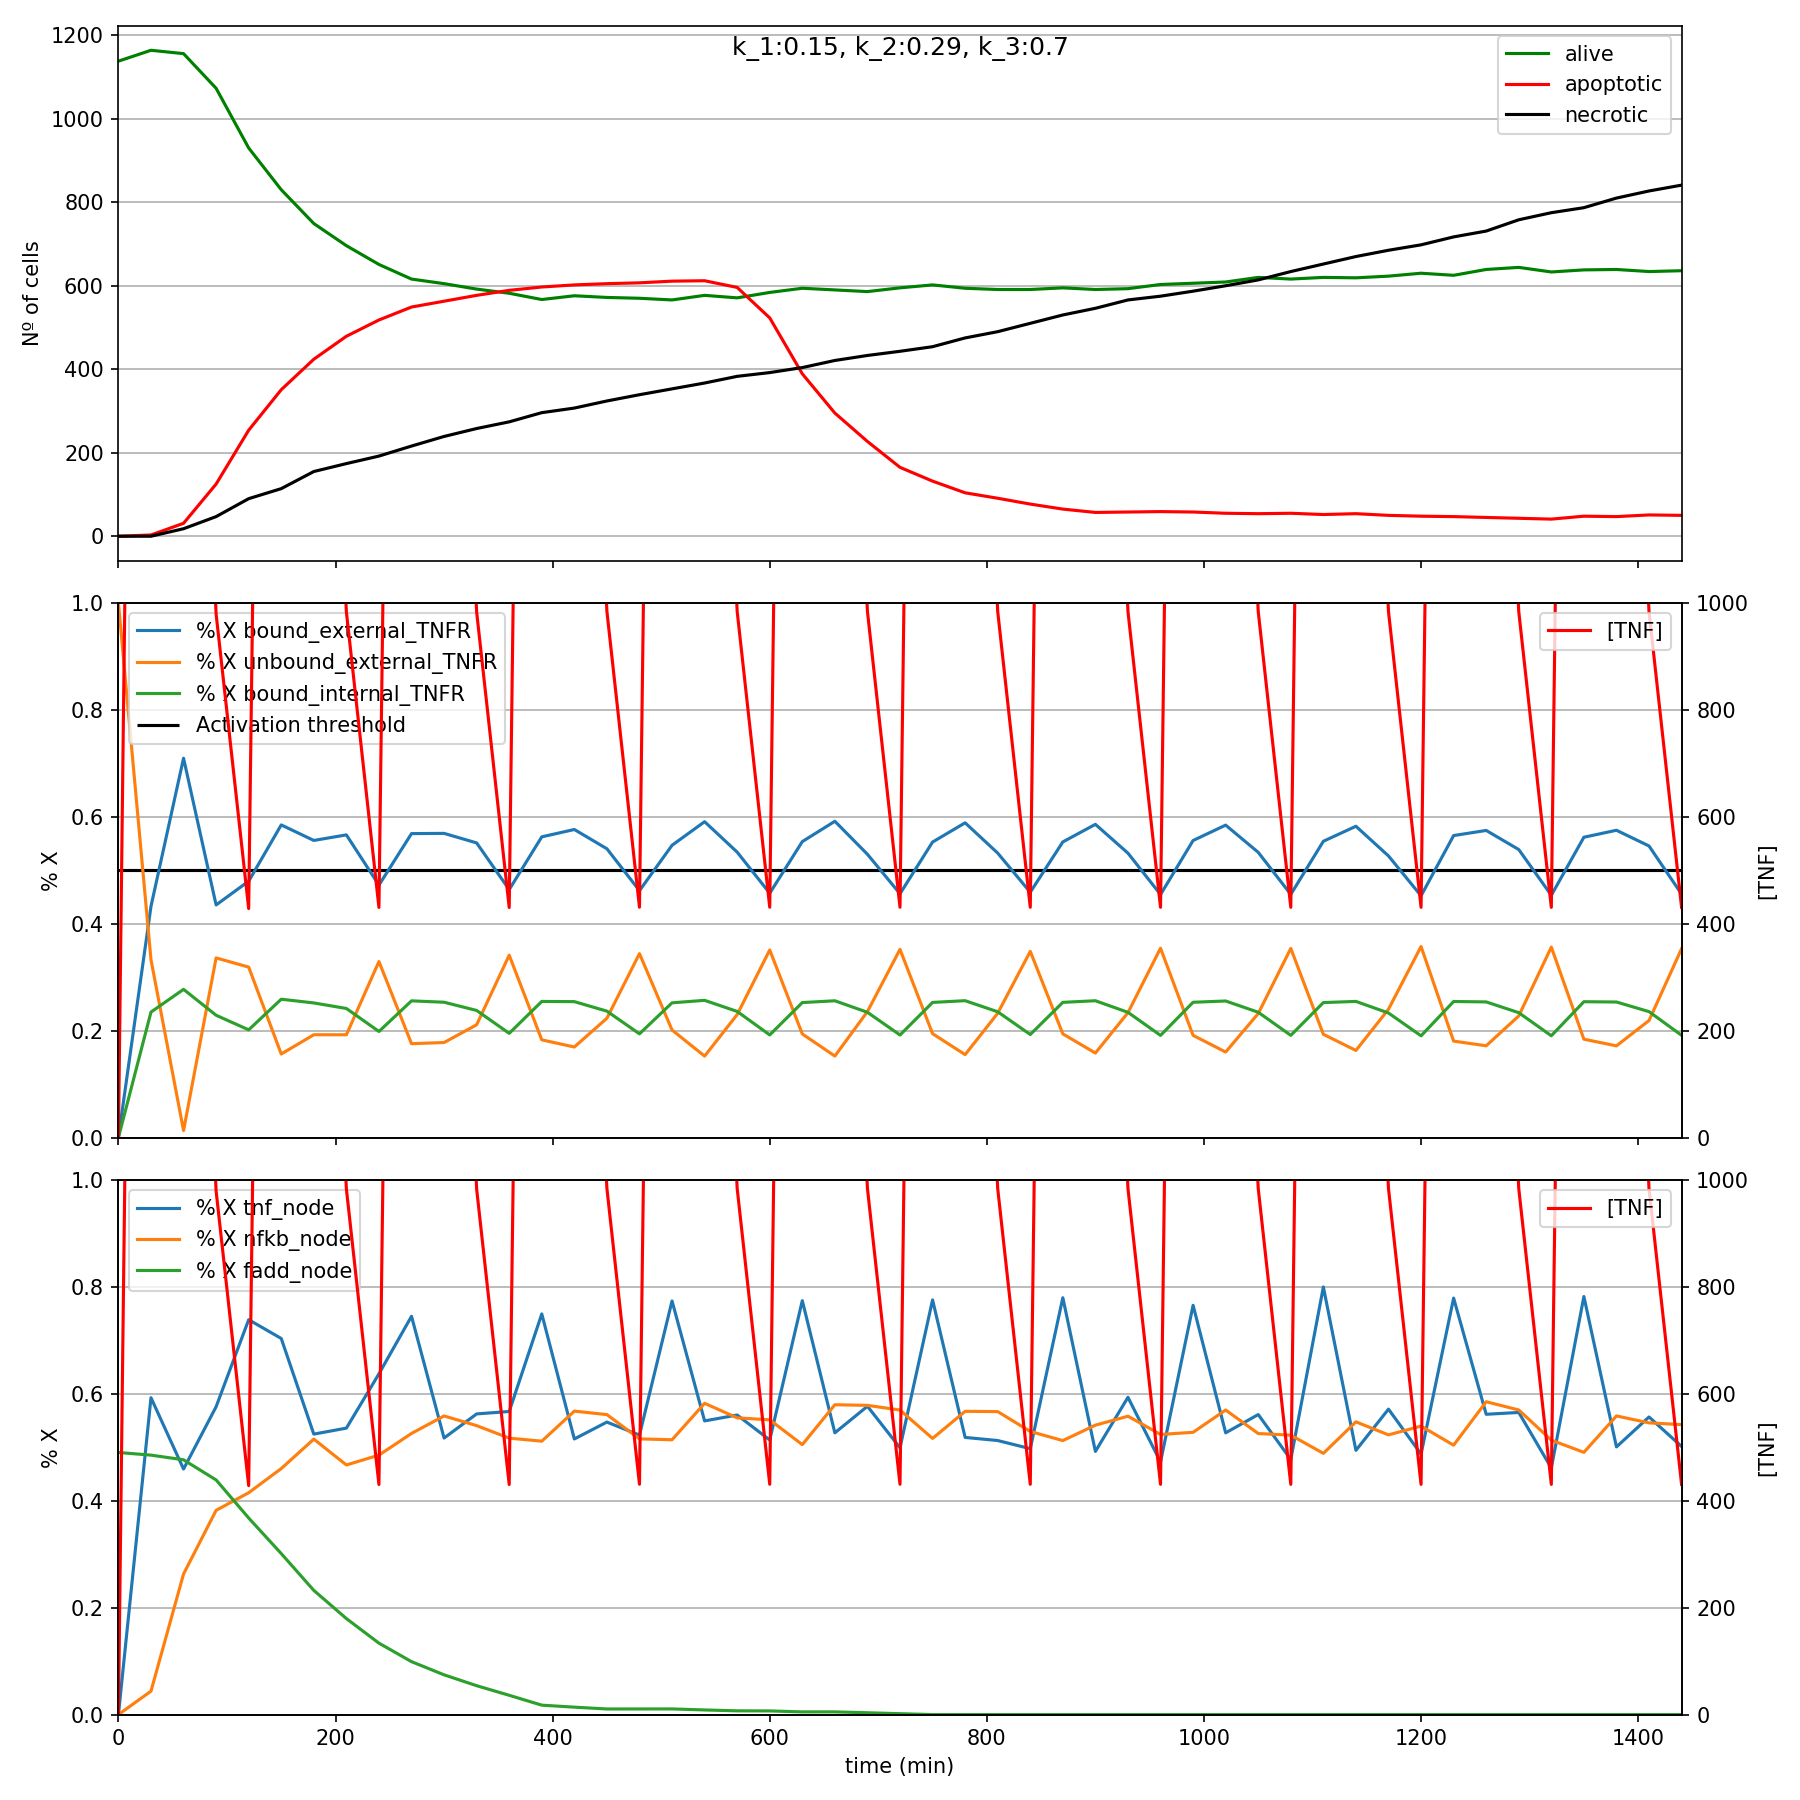 k_1:0.15, k_2:0.29, k_3:0.7
1200
1000
800
600
400
200
0
Nº of cells
alive
apoptotic
necrotic
1.0
0.8
0.6
0.4
0.2
0.0
% X
% X bound_external_TNFR
% X unbound_external_TNFR
% X bound_internal_TNFR
Activation threshold
[TNF]
1000
800
600
400
200
0
[TNF]
1.0
0.8
0.6
0.4
0.2
0.0
% X
% X tnf_node
% X nfkb_node
% X fadd_node
[TNF]
1000
800
600
400
200
0
[TNF]
0 200 400 600 800 1000 1200 1400
time (min)